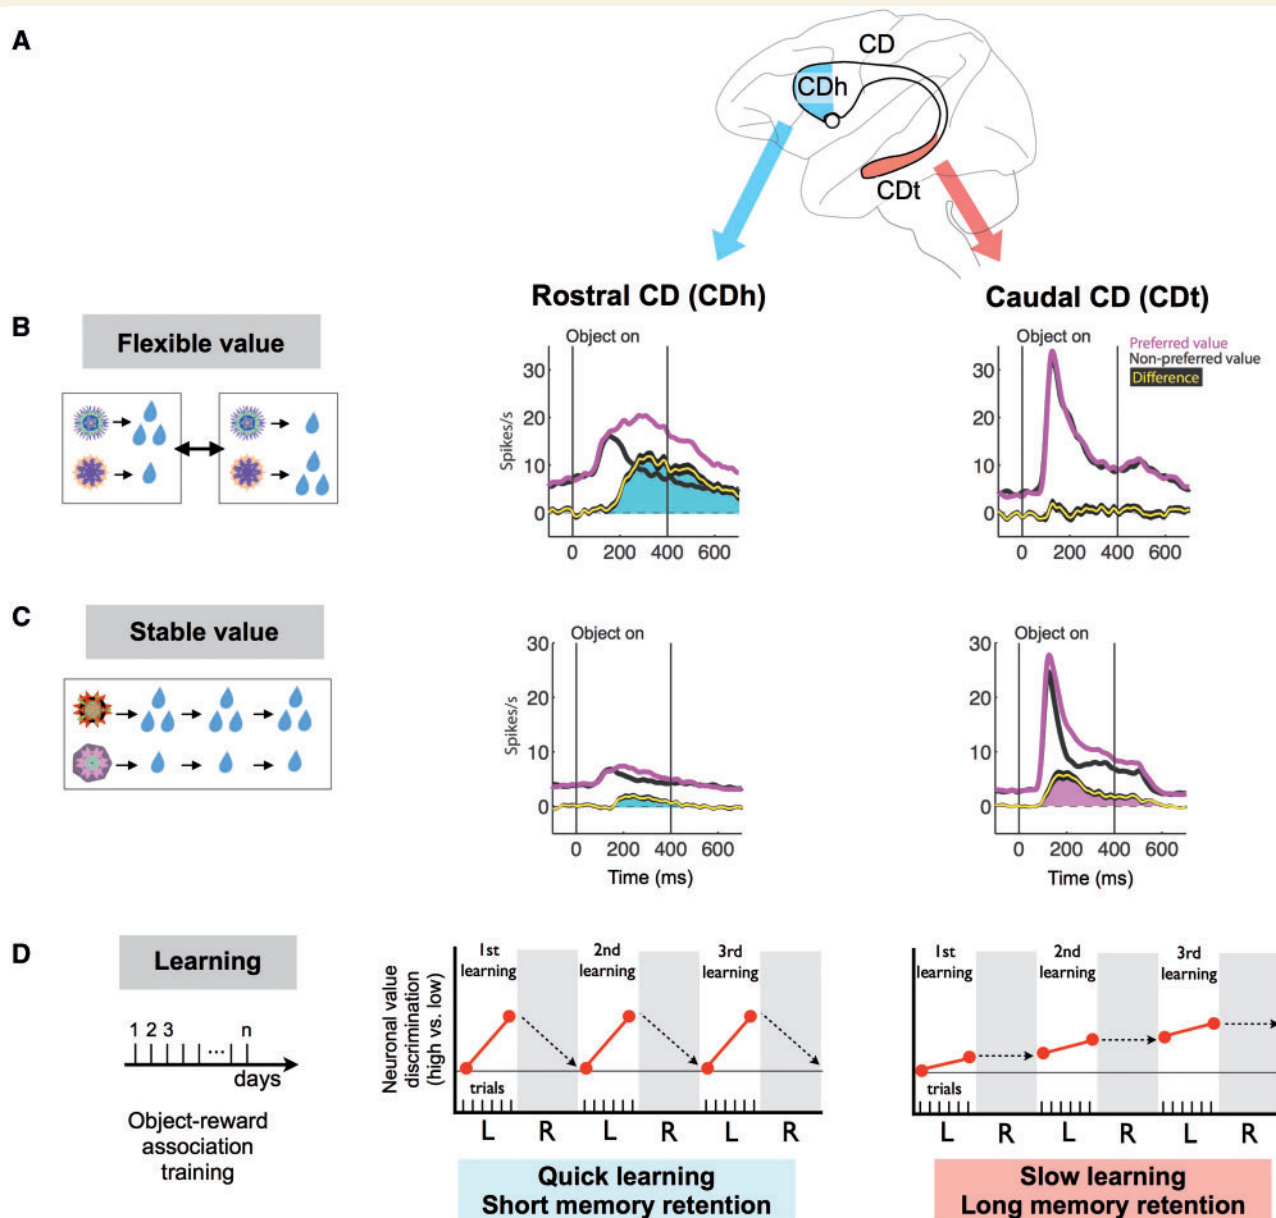 A
CD
CDh
CDt
Rostral CD (CDh)
Caudal CD (CDt)
B
Flexible value
Object on
30
20
10
0
Spikes/s
0 200 400 600
Object on
Preferred value
Non-preferred value
Difference
30
20
10
0
0 200 400 600
C
Stable value
Object on
30
20
10
0
Spikes/s
0 200 400 600
Time (ms)
Object on
30
20
10
0
0 200 400 600
Time (ms)
D
Learning
1 2 3 ... n
days
Object-reward
association
training
Neuronal value
discrimination
(high vs. low)
1st
learning
2nd
learning
3rd
learning
trials
L R L R L R
Quick learning
Short memory retention
1st
learning
2nd
learning
3rd
learning
trials
L R L R L R
Slow learning
Long memory retention